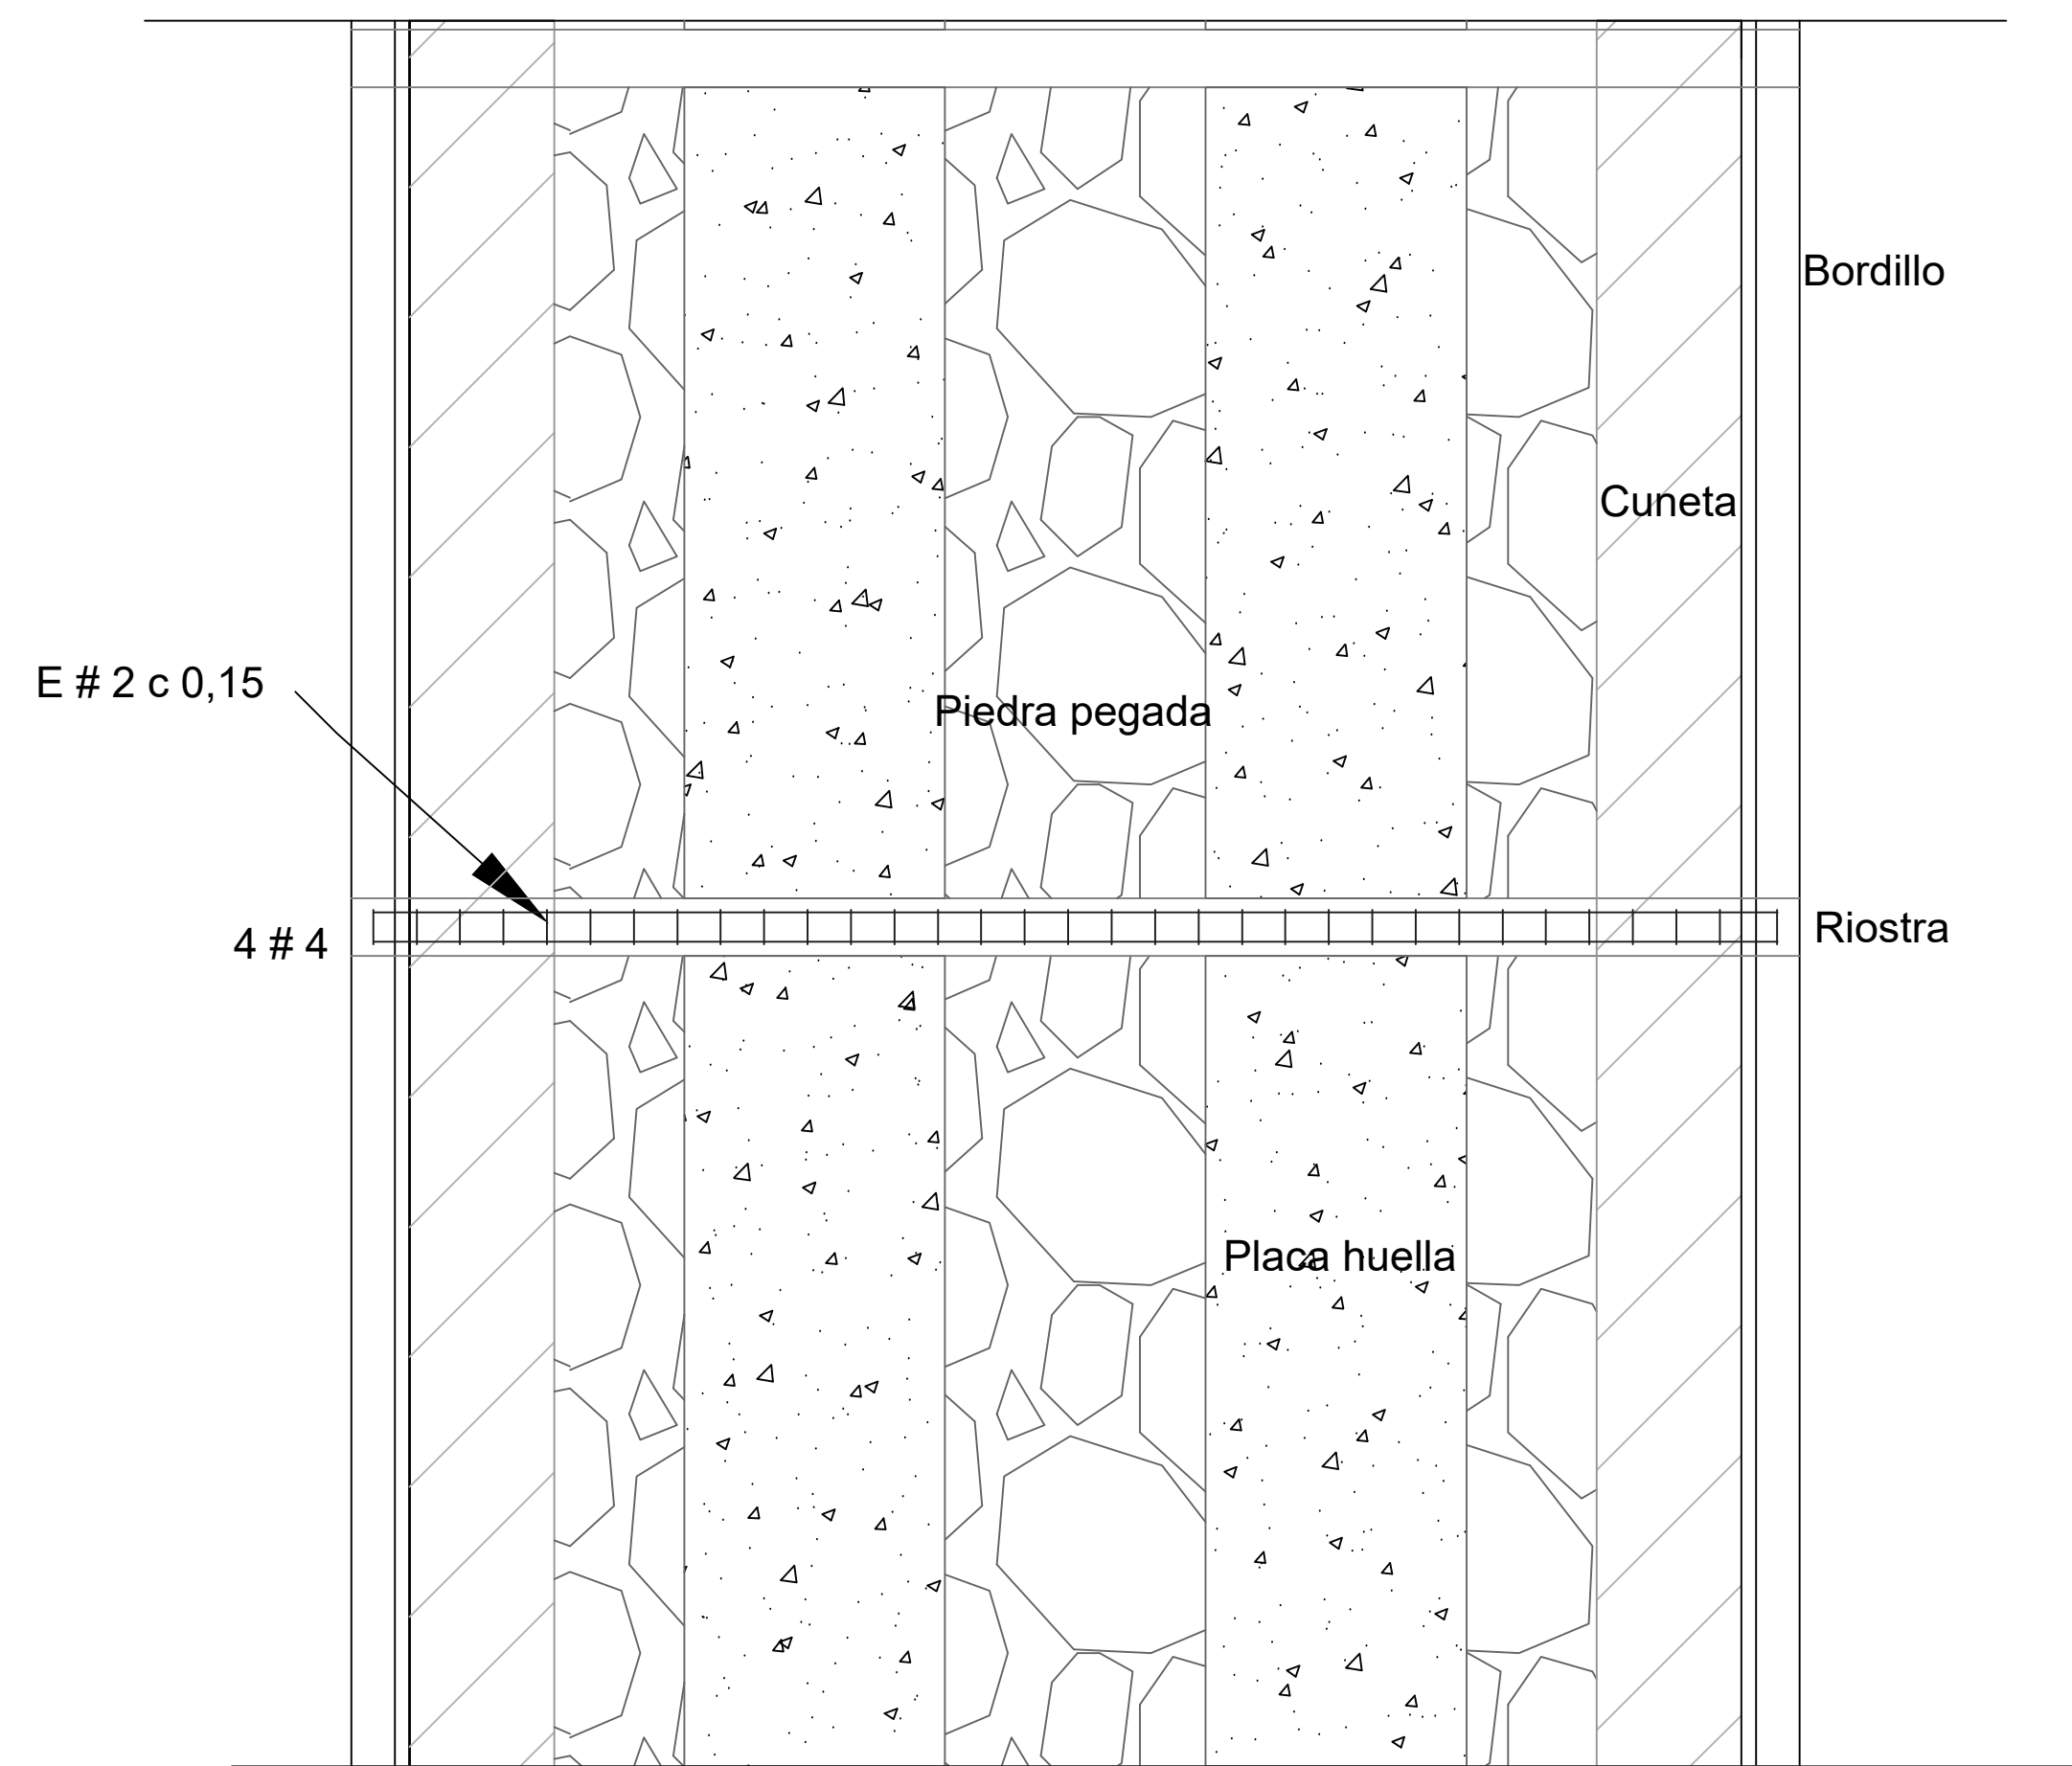 Bordillo
Cuneta
E # 2 c 0,15
Piedra pegada
Riostra
4 # 4
Placa huella